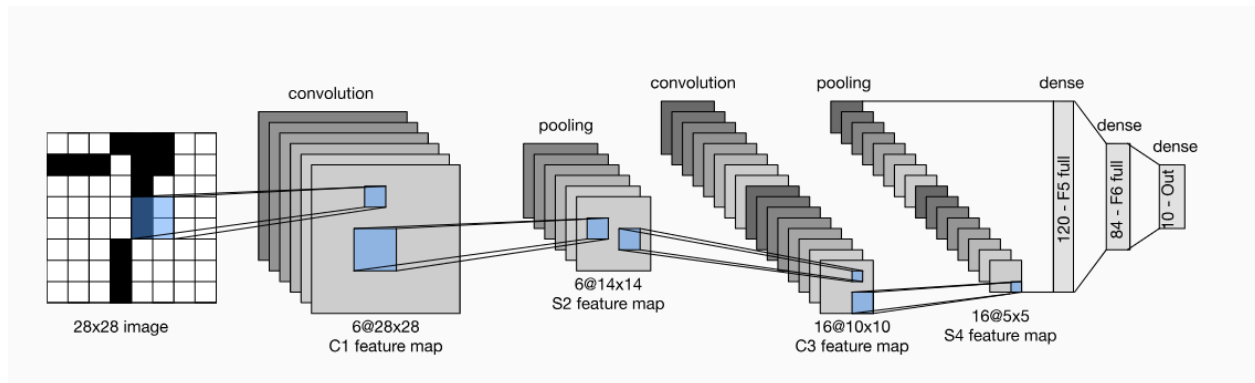 convolution
convolution
pooling
dense
pooling
dense
dense
120 - F5 full
84 - F6 full
10 - Out
28x28 image
6@28x28
C1 feature map
6@14x14
S2 feature map
16@10x10
C3 feature map
16@5x5
S4 feature map